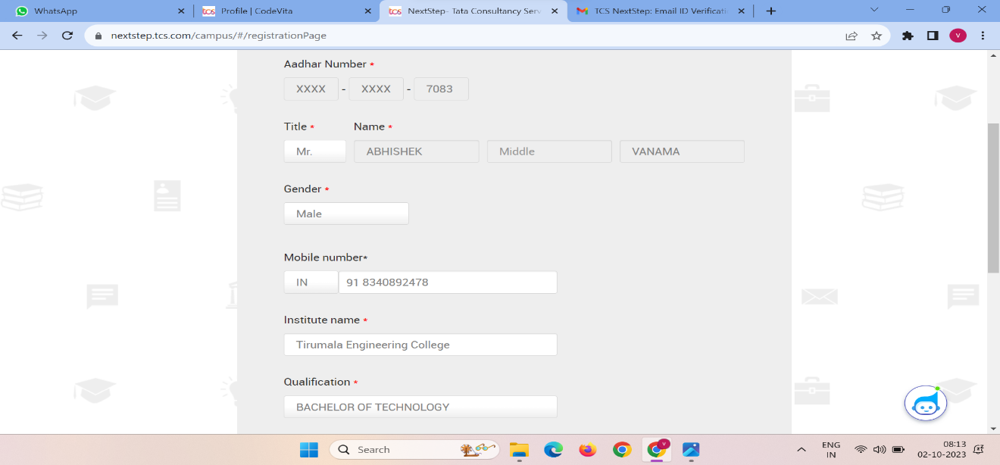 WhatsApp
tcs Profile | CodeVita
tcs NextStep- Tata Consultancy Serv
TCS NextStep: Email ID Verificati
nextstep.tcs.com/campus/#/registrationPage
V
Aadhar Number *
XXXX - XXXX - 7083
Title * Name *
Mr. ABHISHEK Middle VANAMA
Gender *
Male
Mobile number*
IN 91 8340892478
Institute name *
Tirumala Engineering College
Qualification *
BACHELOR OF TECHNOLOGY
Search
V
ENG
IN
08:13
02-10-2023